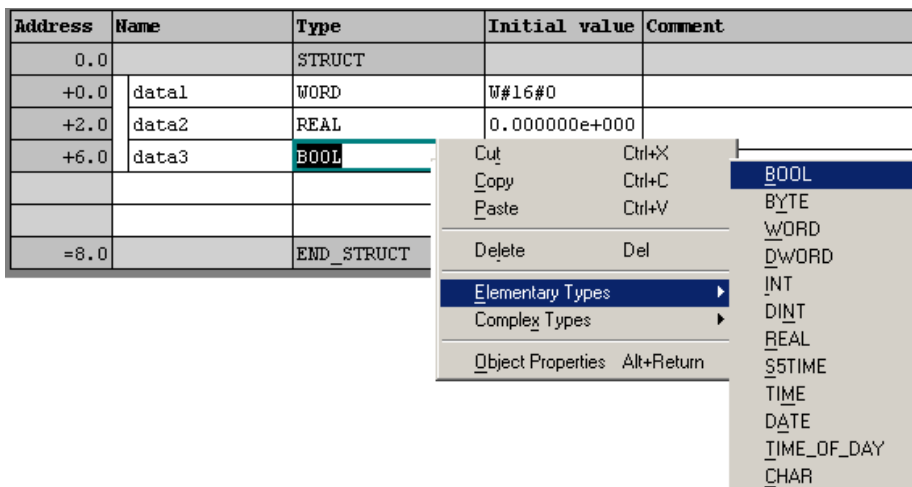 Address Name Type Initial value Comment
0.0 STRUCT
+0.0 data1 WORD W#16#0
+2.0 data2 REAL 0.000000e+000
+6.0 data3 BOOL
=8.0 END_STRUCT
Cut Ctrl+X
Copy Ctrl+C
Paste Ctrl+V
Delete Del
Elementary Types
Complex Types
Object Properties Alt+Return
BOOL
BYTE
WORD
DWORD
INT
DINT
REAL
S5TIME
TIME
DATE
TIME_OF_DAY
CHAR